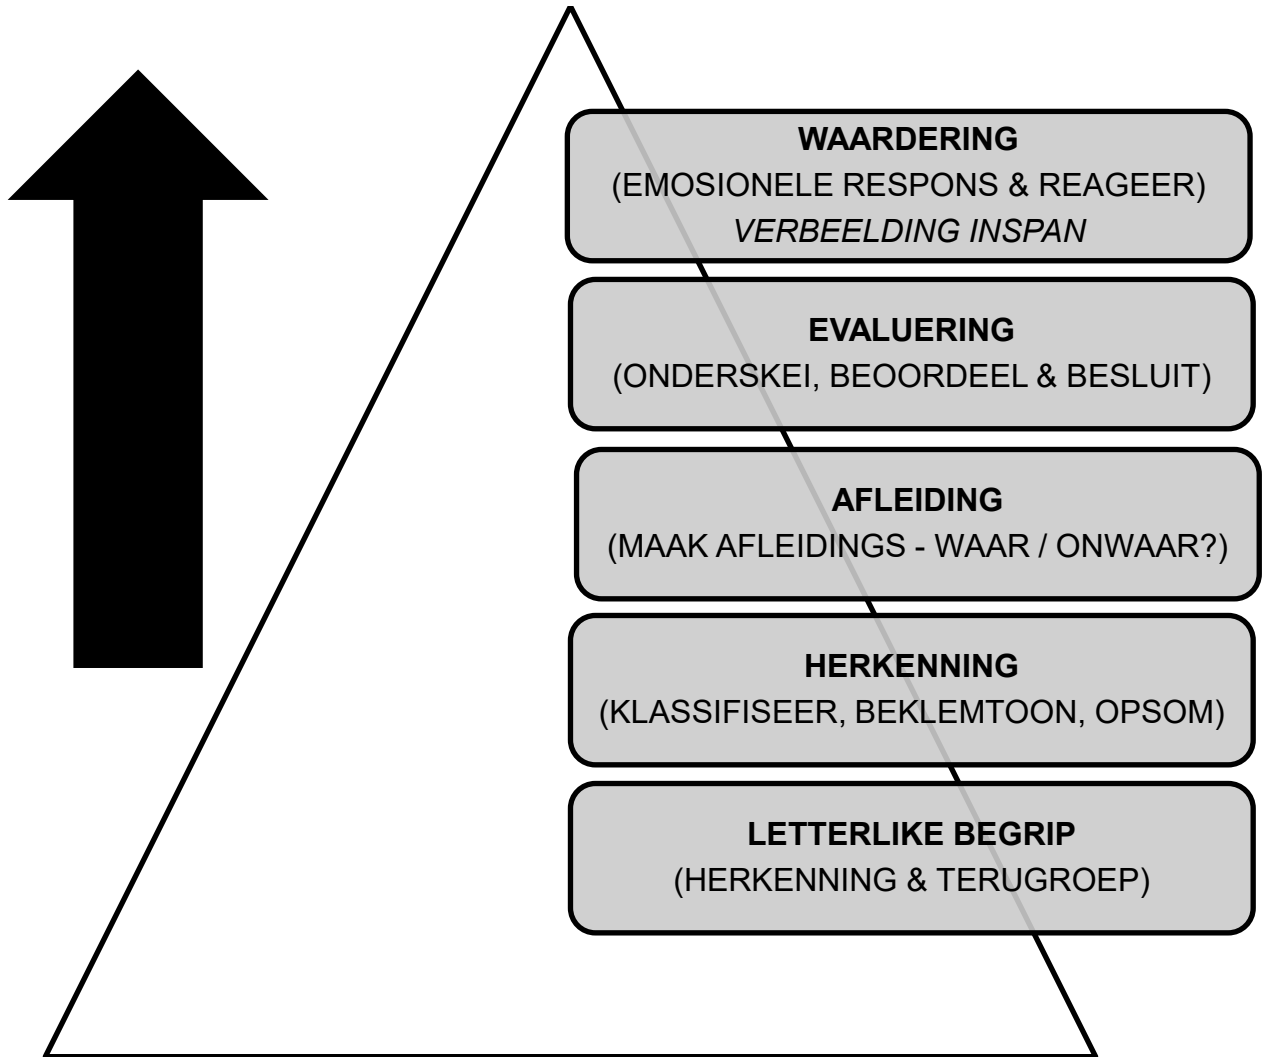 WAARDERING
(EMOSIONELE RESPONS & REAGEER)
VERBEELDING INSPAN
EVALUERING
(ONDERSKEI, BEOORDEEL & BESLUIT)
AFLEIDING
(MAAK AFLEIDINGS - WAAR / ONWAAR?)
HERKENNING
(KLASSIFISEER, BEKLEMTOON, OPSOM)
LETTERLIKE BEGRIP
(HERKENNING & TERUGROEP)